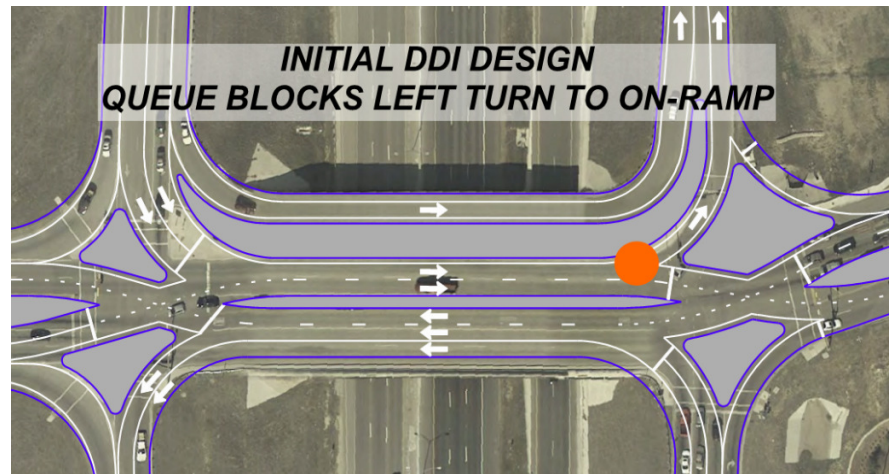 INITIAL DDI DESIGN
QUEUE BLOCKS LEFT TURN TO ON-RAMP